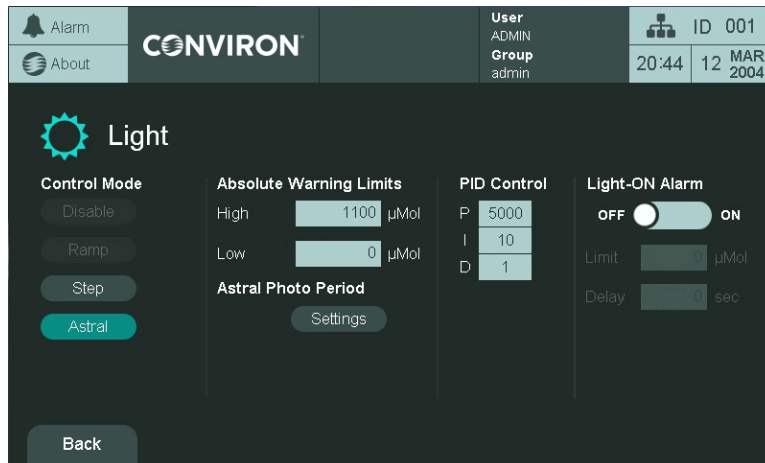 Alarm
About
CONVIRON
User
ADMIN
Group
admin
ID 001
20:44 12 MAR 2004
Light
Control Mode
Disable
Ramp
Step
Astral
Absolute Warning Limits
High 1100 µMol
Low 0 µMol
Astral Photo Period
Settings
PID Control
P 5000
I 10
D 1
Light-ON Alarm
OFF ON
Limit 0 µMol
Delay 0 sec
Back